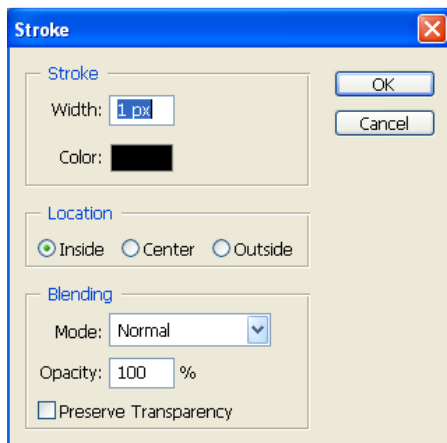 Stroke
Stroke
OK
Width: 1 px
Cancel
Color:
Location
Inside Center Outside
Blending
Mode: Normal
Opacity: 100 %
Preserve Transparency